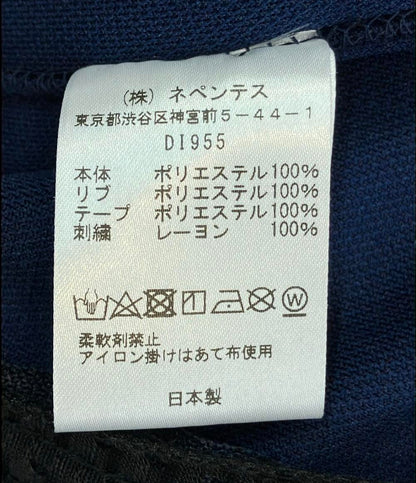 （株）ネペンテス
東京都渋谷区神宮前５－４４－１
ＤＩ９５５
本体 ポリエステル100%
リブ ポリエステル100%
テープ ポリエステル100%
刺繍 レーヨン 100%
W
柔軟剤禁止
アイロン掛けはあて布使用
日本製